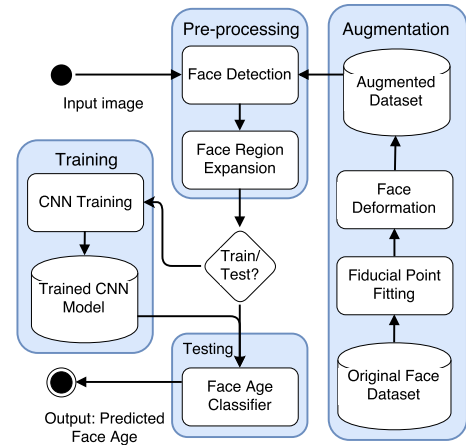 Pre-processing
Augmentation
Face Detection
Input image
Augmented
Dataset
Face Region
Expansion
Training
CNN Training
Face
Deformation
Train/
Test?
Trained CNN
Model
Fiducial Point
Fitting
Testing
Face Age
Classifier
Original Face
Dataset
Output: Predicted
Face Age